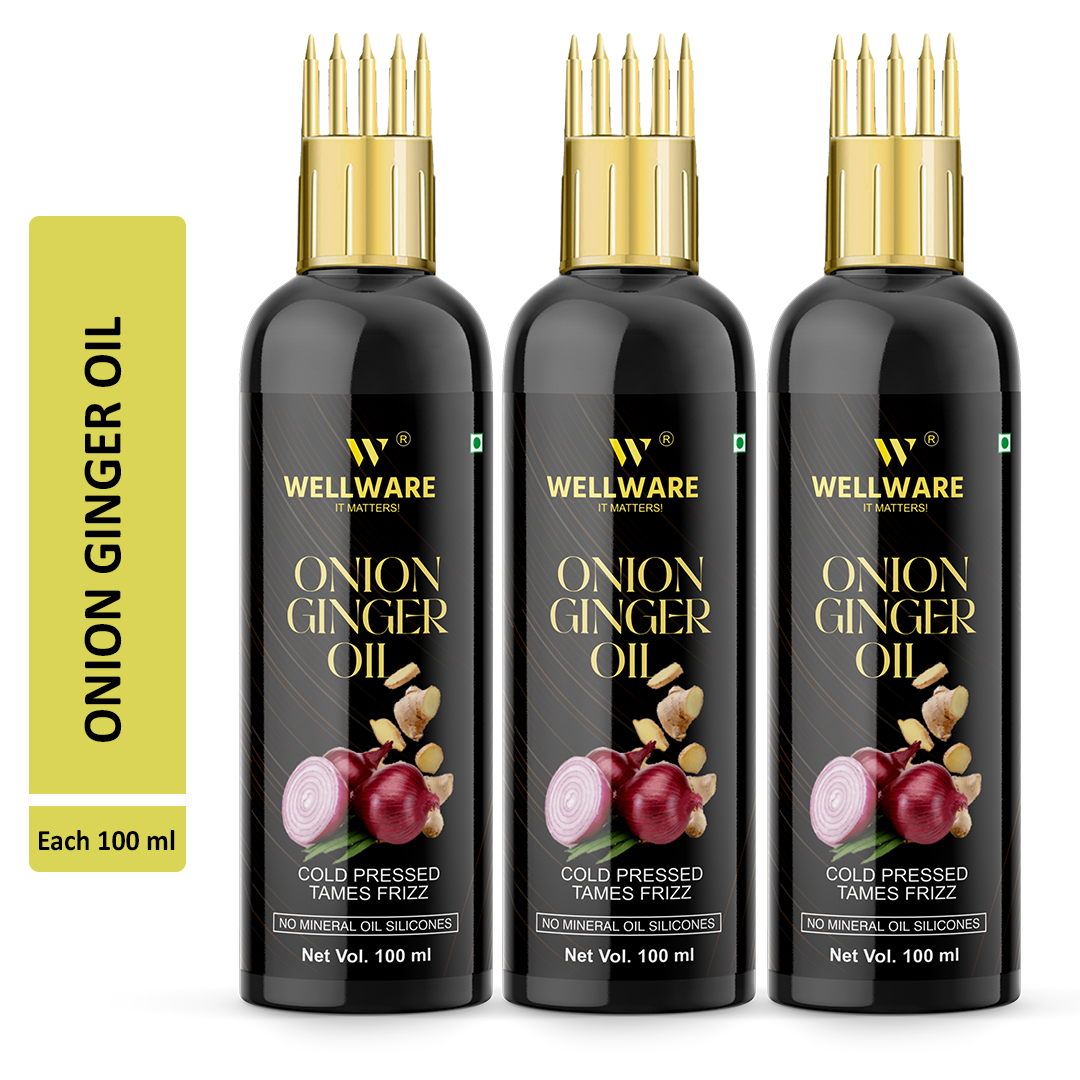 ONION GINGER OIL
Each 100 ml
W ®
WELLWARE
IT MATTERS!
ONION
GINGER
OIL
COLD PRESSED
TAMES FRIZZ
NO MINERAL OIL SILICONES
Net Vol. 100 ml
W ®
WELLWARE
IT MATTERS!
ONION
GINGER
OIL
COLD PRESSED
TAMES FRIZZ
NO MINERAL OIL SILICONES
Net Vol. 100 ml
W ®
WELLWARE
IT MATTERS!
ONION
GINGER
OIL
COLD PRESSED
TAMES FRIZZ
NO MINERAL OIL SILICONES
Net Vol. 100 ml